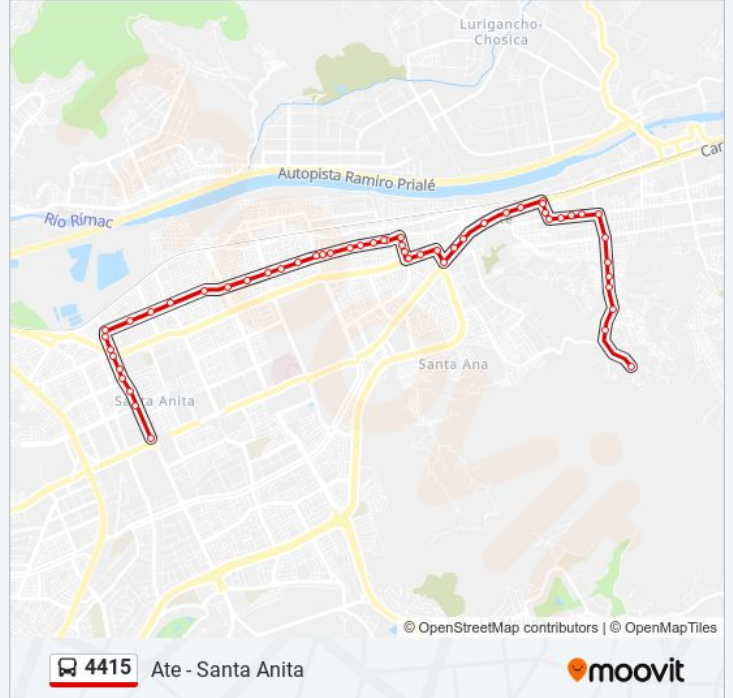 Lurigancho-
Chosica
Car
Autopista Ramiro Prialé
Río Rímac
Santa Ana
Santa Anita
© OpenStreetMap contributors | © OpenMapTiles
4415 Ate - Santa Anita
moovit